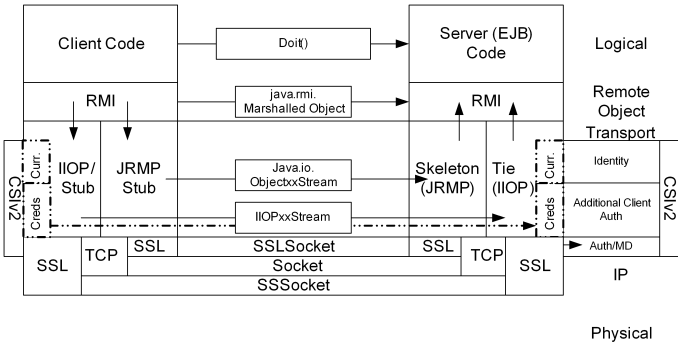 Client Code
Doit()
Server (EJB)
Code
Logical
RMI
java.rmi.
Marshalled Object
RMI
Remote
Object
Transport
CSIv2
Curr.
Creds
IIOP/
Stub
JRMP
Stub
Java.io.
ObjectxxStream
Skeleton
(JRMP)
Tie
(IIOP)
Curr.
Creds
Identity
Additional Client
Auth
CSIv2
IIOPxxStream
SSL
TCP
SSL
SSLSocket
SSL
TCP
SSL
Auth/MD
Socket
SSSocket
IP
Physical